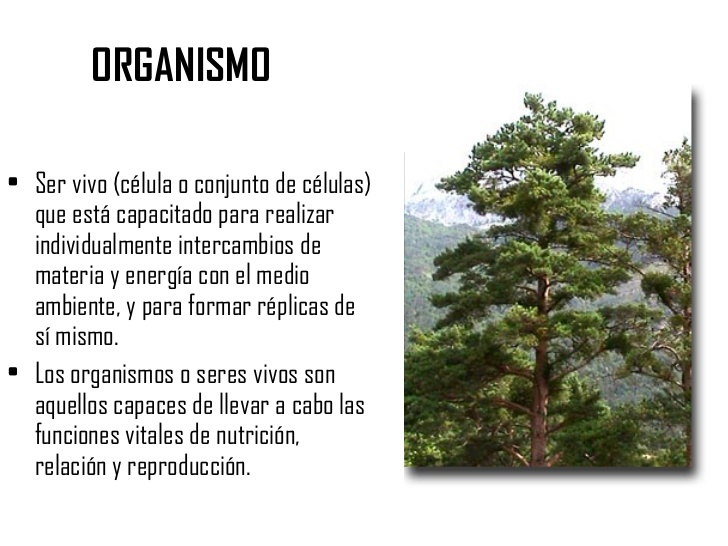 ORGANISMO
• Ser vivo (célula o conjunto de células)
que está capacitado para realizar
individualmente intercambios de
materia y energía con el medio
ambiente, y para formar réplicas de
sí mismo.
• Los organismos o seres vivos son
aquellos capaces de llevar a cabo las
funciones vitales de nutrición,
relación y reproducción.